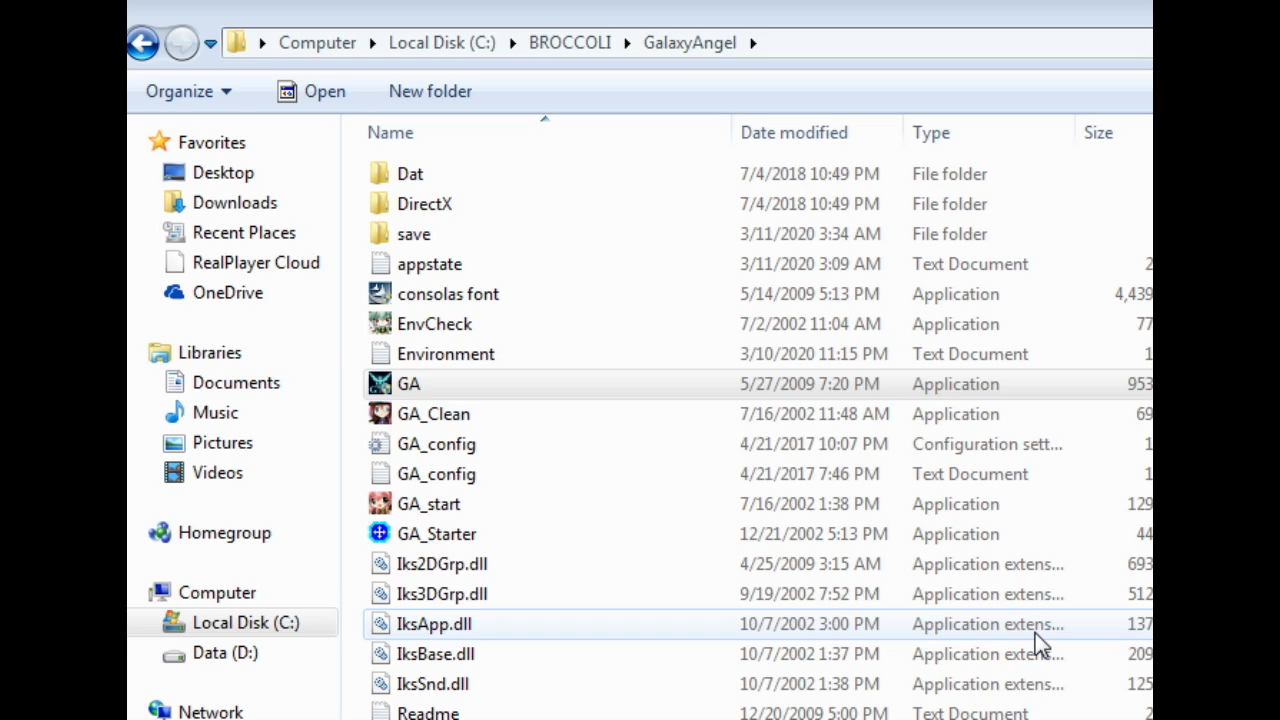 Computer Local Disk (C:) BROCCOLI GalaxyAngel
Organize Open New folder
Name Date modified Type Size
Favorites
Desktop
Downloads
Recent Places
RealPlayer Cloud
OneDrive
Libraries
Documents
Music
Pictures
Videos
Homegroup
Computer
Local Disk (C:)
Data (D:)
Network
Dat 7/4/2018 10:49 PM File folder
DirectX 7/4/2018 10:49 PM File folder
save 3/11/2020 3:34 AM File folder
appstate 3/11/2020 3:09 AM Text Document 2
consolas font 5/14/2009 5:13 PM Application 4,439
EnvCheck 7/2/2002 11:04 AM Application 77
Environment 3/10/2020 11:15 PM Text Document 1
GA 5/27/2009 7:20 PM Application 953
GA_Clean 7/16/2002 11:48 AM Application 69
GA_config 4/21/2017 10:07 PM Configuration sett... 1
GA_config 4/21/2017 7:46 PM Text Document 1
GA_start 7/16/2002 1:38 PM Application 129
GA_Starter 12/21/2002 5:13 PM Application 44
Iks2DGrp.dll 4/25/2009 3:15 AM Application extens... 693
Iks3DGrp.dll 9/19/2002 7:52 PM Application extens... 512
IksApp.dll 10/7/2002 3:00 PM Application extens... 137
IksBase.dll 10/7/2002 1:37 PM Application extens... 209
IksSnd.dll 10/7/2002 1:38 PM Application extens... 125
Readme 12/20/2009 5:00 PM Text Document 2